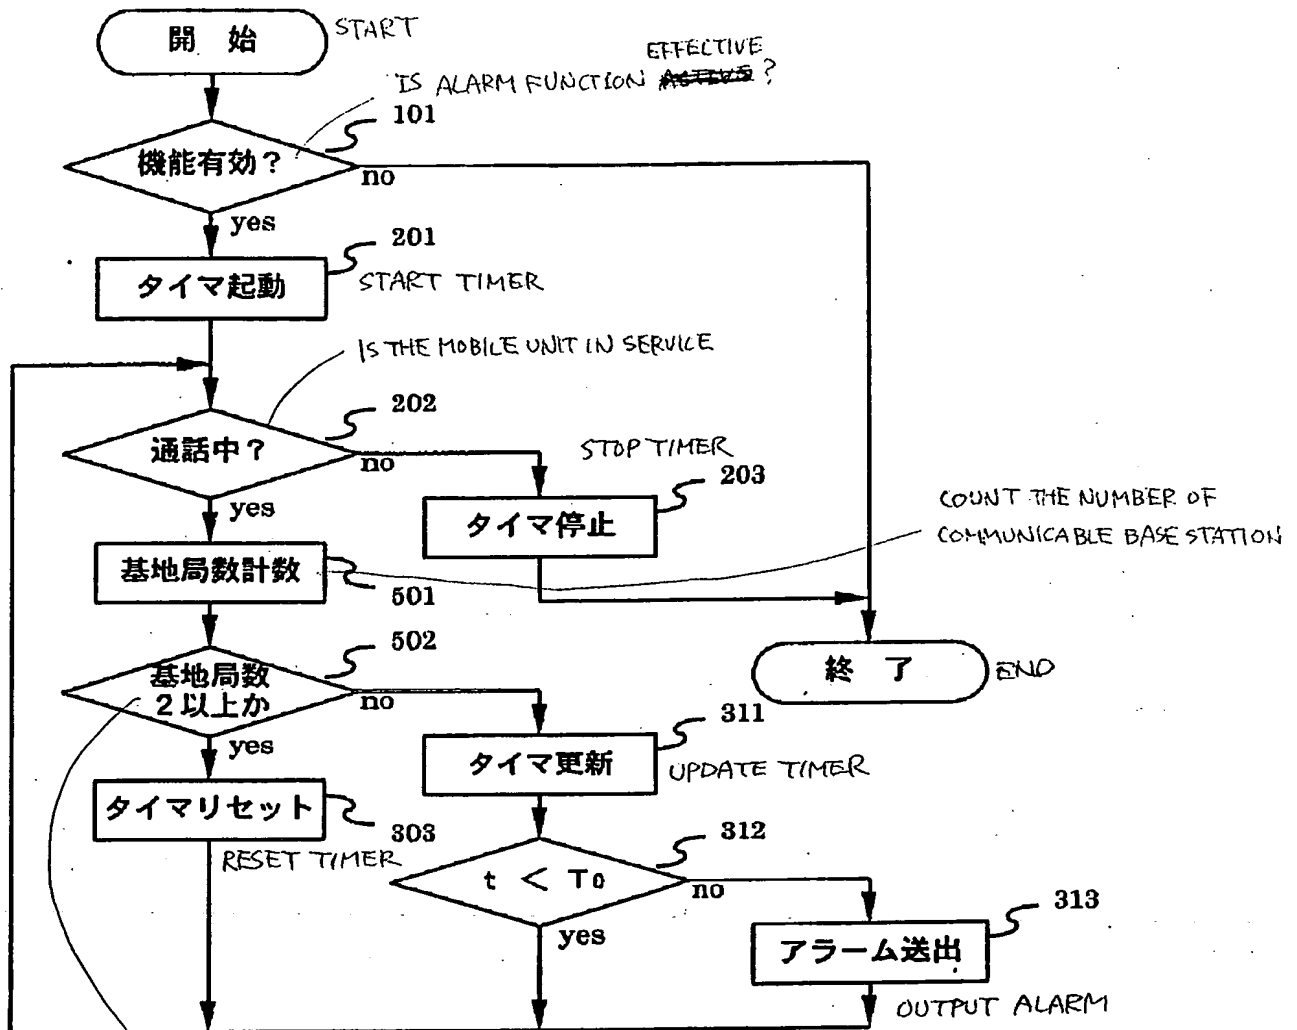 開 始
START
EFFECTIVE
IS ALARM FUNCTION ?
101
機能有効?
no
yes
201
タイマ起動
START TIMER
IS THE MOBILE UNIT IN SERVICE
202
通話中?
no
yes
STOP TIMER
203
タイマ停止
COUNT THE NUMBER OF
COMMUNICABLE BASE STATION
基地局数計数
501
502
基地局数
2以上か
no
yes
終 了
END
311
タイマ更新
UPDATE TIMER
タイマリセット
303
RESET TIMER
312
t < T0
no
yes
313
アラーム送出
OUTPUT ALARM